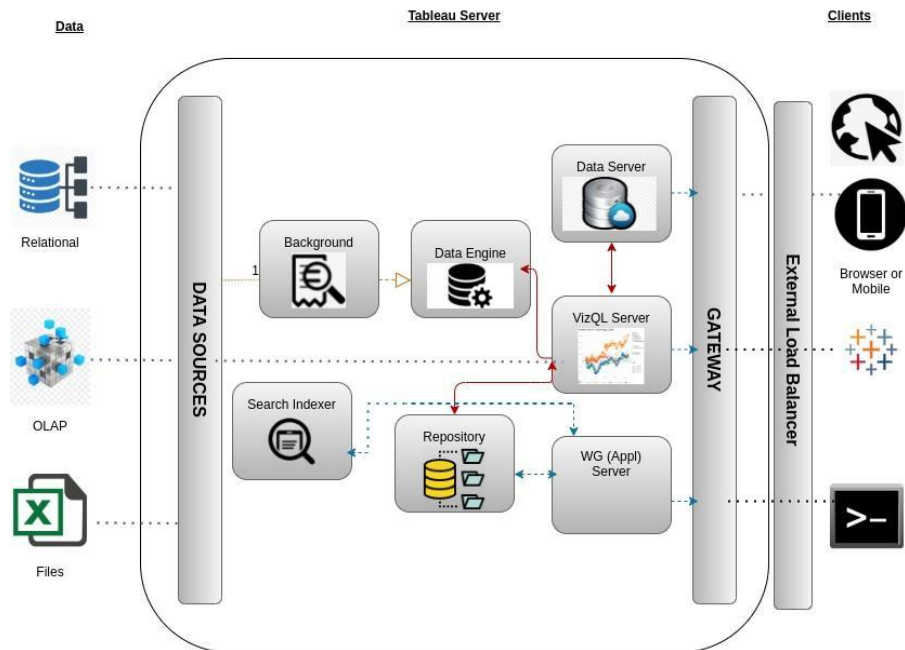 Tableau Server
Clients
Data
Data Server
Relational
Background
Data Engine
Browser or
Mobile
1
DATA SOURCES
VizQL Server
GATEWAY
External Load Balancer
OLAP
Search Indexer
Repository
WG (Appl)
Server
X
>–
Files